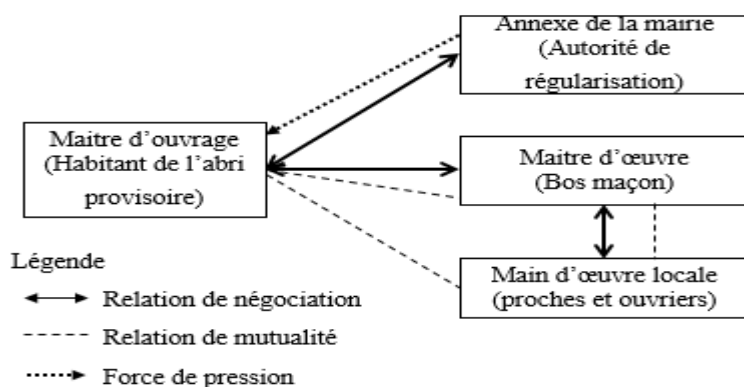 Annexe de la mairie
(Autorité de
régularisation)
Maitre d’ouvrage
(Habitant de l’abri
provisoire)
Maitre d’œuvre
(Bos maçon)
Main d’œuvre locale
(proches et ouvriers)
Légende
Relation de négociation
Relation de mutualité
Force de pression